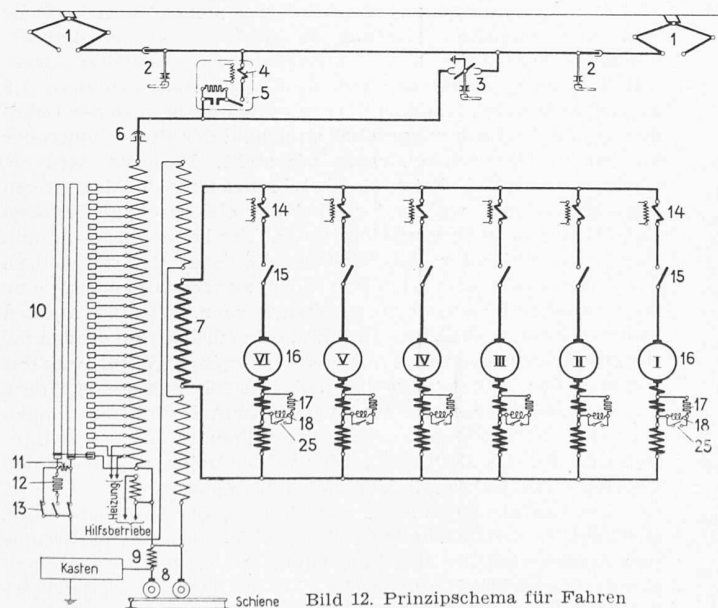 1
1
2
4
5
3
2
6
14
14
15
15
10
7
VI 16
V
IV
III
II
I 16
17
18
25
17
18
25
11
12
13
Heizung
Hilfsbetriebe
9
Kasten
8
Schiene
Bild 12. Prinzipschema für Fahren